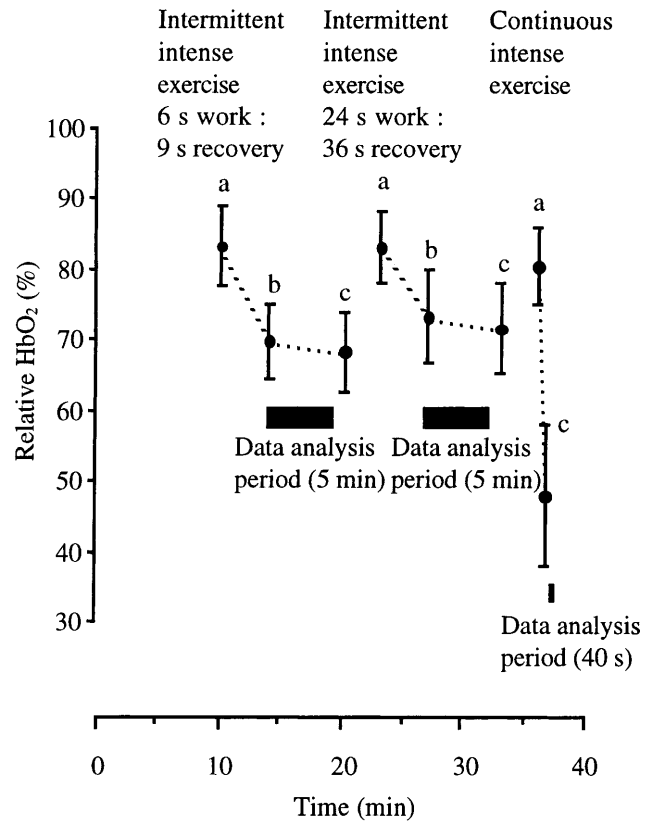 Intermittent
intense
exercise
6 s work :
9 s recovery
Intermittent
intense
exercise
24 s work :
36 s recovery
Continuous
intense
exercise
100
90
80
70
60
50
40
30
Relative HbO₂ (%)
a
b
c
a
b
c
a
c
Data analysis
period (5 min)
Data analysis
period (5 min)
Data analysis
period (40 s)
0
10
20
30
40
Time (min)